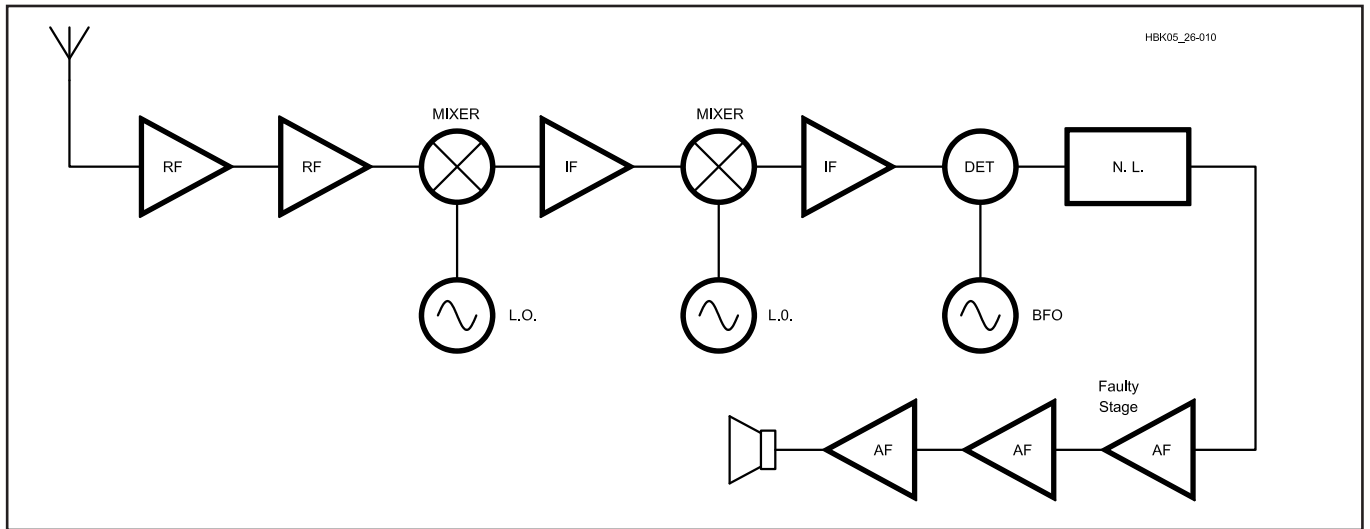 HBK05_26-010
MIXER
MIXER
RF
RF
IF
IF
DET
N. L.
L.O.
L.0.
BFO
Faulty
Stage
AF
AF
AF